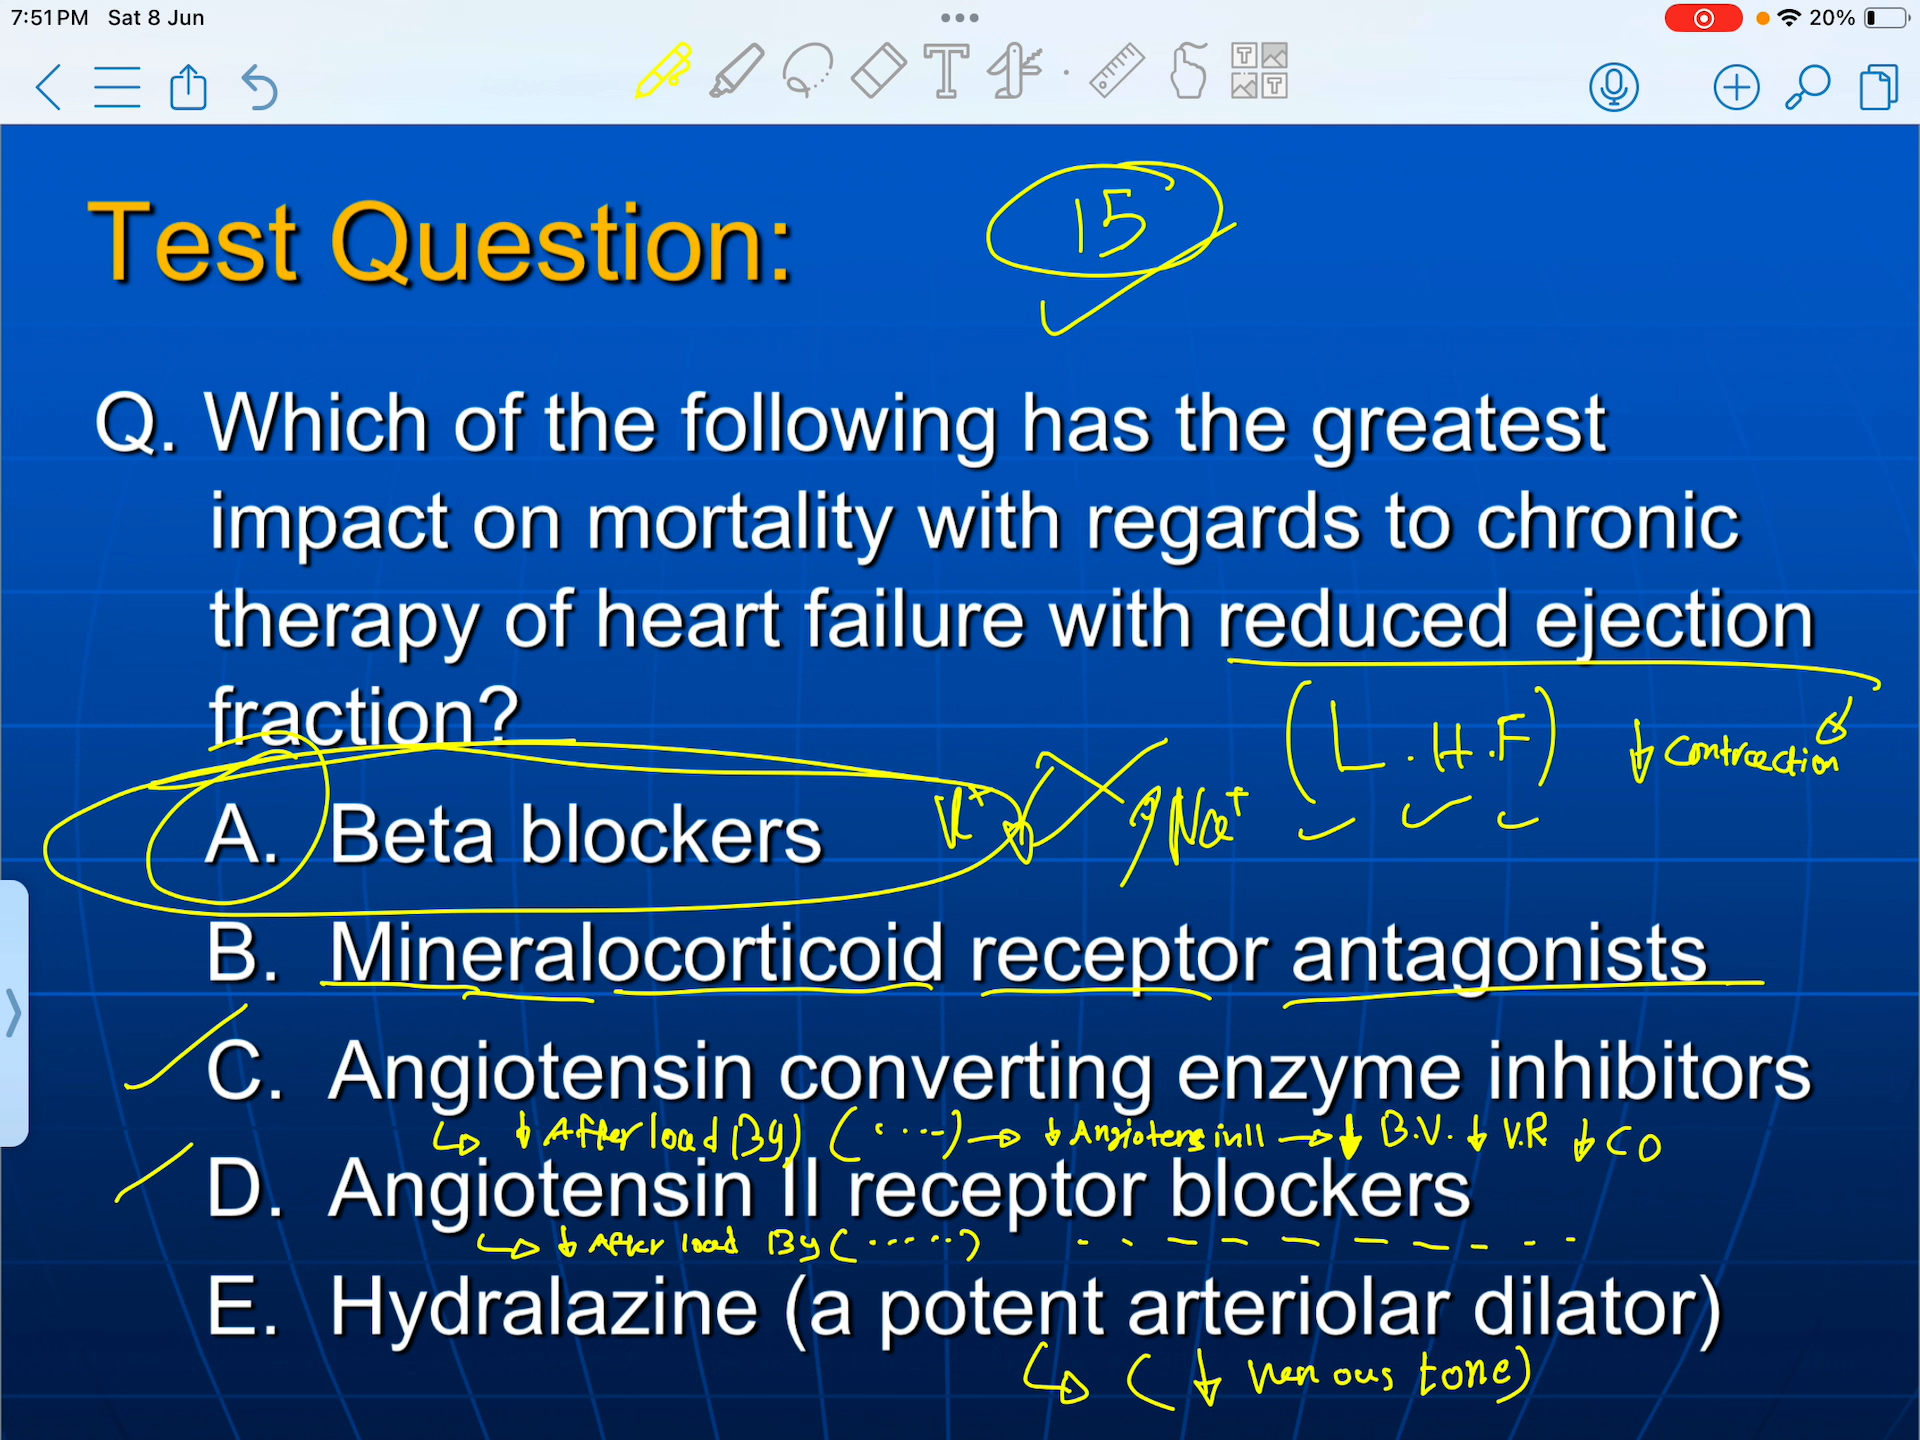 7:51 PM Sat 8 Jun
20%
Test Question:
15
Q. Which of the following has the greatest
impact on mortality with regards to chronic
therapy of heart failure with reduced ejection
fraction?
(L.H.F) ↓ Contraction
A. Beta blockers
K⁺ Na⁺
B. Mineralocorticoid receptor antagonists
C. Angiotensin converting enzyme inhibitors
↳ ↓ Afterload By) (....) → ↓ Angiotensin II → ↓ B.V. ↓ V.R ↓ CO
D. Angiotensin II receptor blockers
↳ ↓ After load By (.....)
E. Hydralazine (a potent arteriolar dilator)
↳ (↓ venous tone)